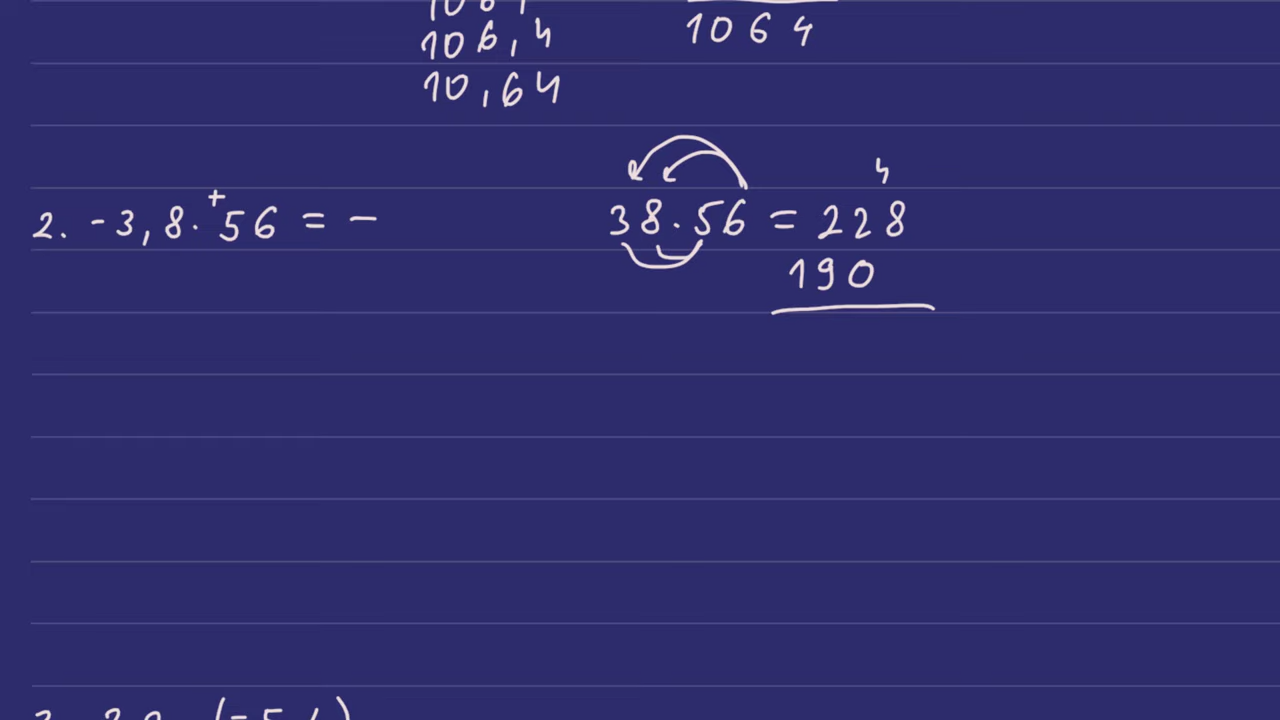 106,4
1064
10,64
4
2. -3,8 · +56 = -
38 · 56 = 228
190